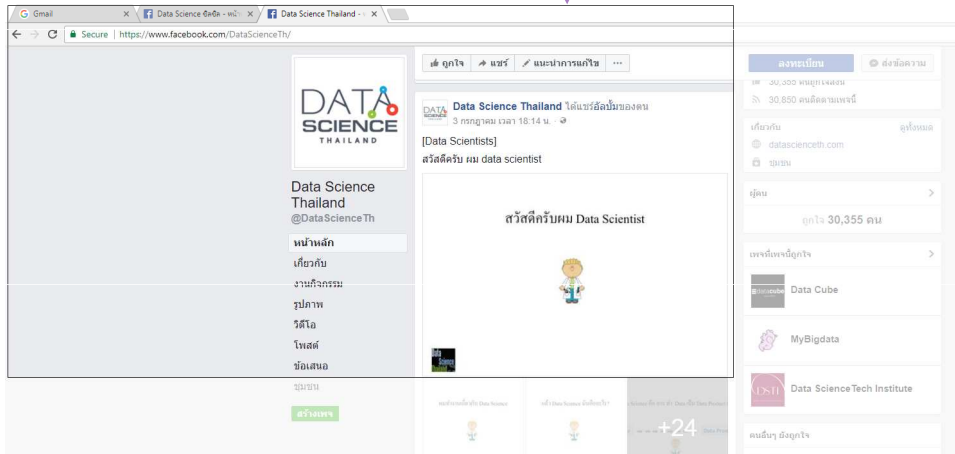 Gmail
Data Science ชิคชิค - หน้า
Data Science Thailand -
Secure | https://www.facebook.com/DataScienceTh/
ถูกใจ แชร์ แนะนำการแก้ไข ...
ลงทะเบียน ส่งข้อความ
DATA
SCIENCE
THAILAND
Data Science
Thailand
@DataScienceTh
หน้าหลัก
เกี่ยวกับ
งานกิจกรรม
รูปภาพ
วิดีโอ
โพสต์
ข้อเสนอ
ชุมชน
สร้างเพจ
Data Science Thailand ได้แชร์อัลบั้มของตน
3 กรกฎาคม เวลา 18:14 น.
[Data Scientists]
สวัสดีครับ ผม data scientist
สวัสดีครับผม Data Scientist
+24
30,355 คนถูกใจสิ่งนี้
30,850 คนติดตามเพจนี้
เกี่ยวกับ ดูทั้งหมด
datascienceth.com
ชุมชน
ผู้คน
ถูกใจ 30,355 คน
เพจที่เพจนี้ถูกใจ
Data Cube
MyBigdata
DSTI
Data ScienceTech Institute
คนอื่นๆ ยังถูกใจ